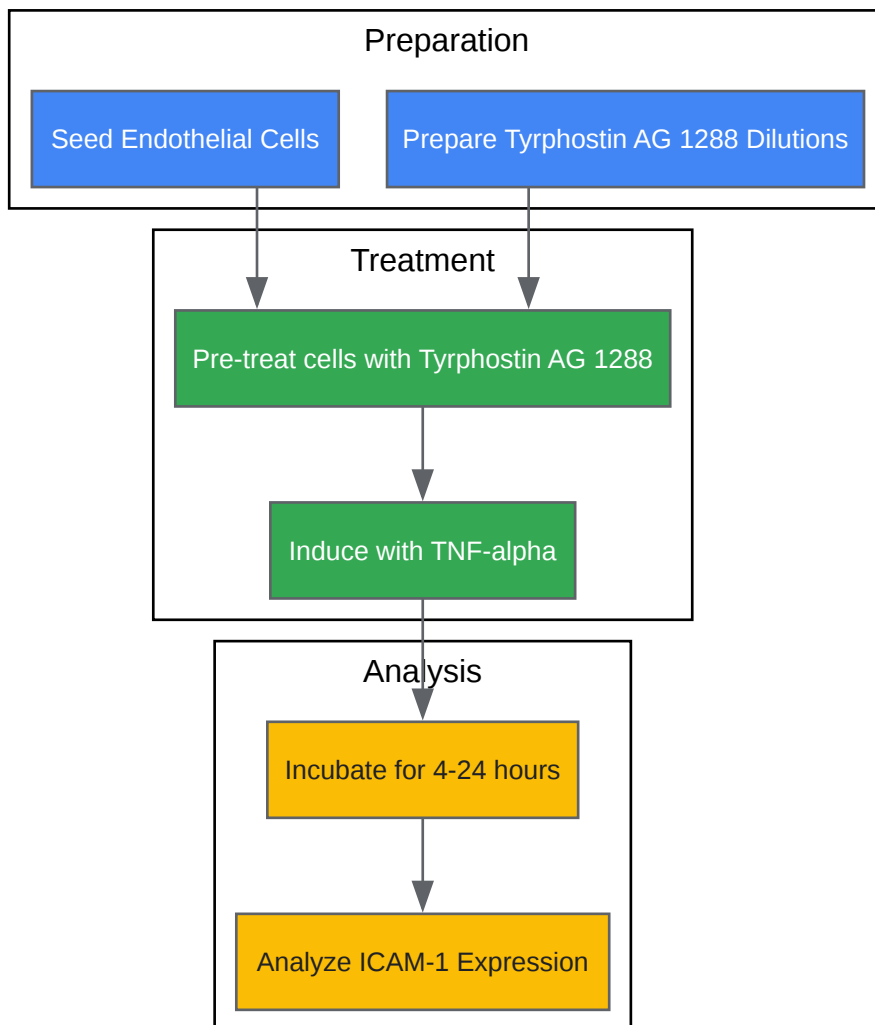 Preparation
Seed Endothelial Cells
Prepare Tyrphostin AG 1288 Dilutions
Treatment
Pre-treat cells with Tyrphostin AG 1288
Induce with TNF-alpha
Analysis
Incubate for 4-24 hours
Analyze ICAM-1 Expression